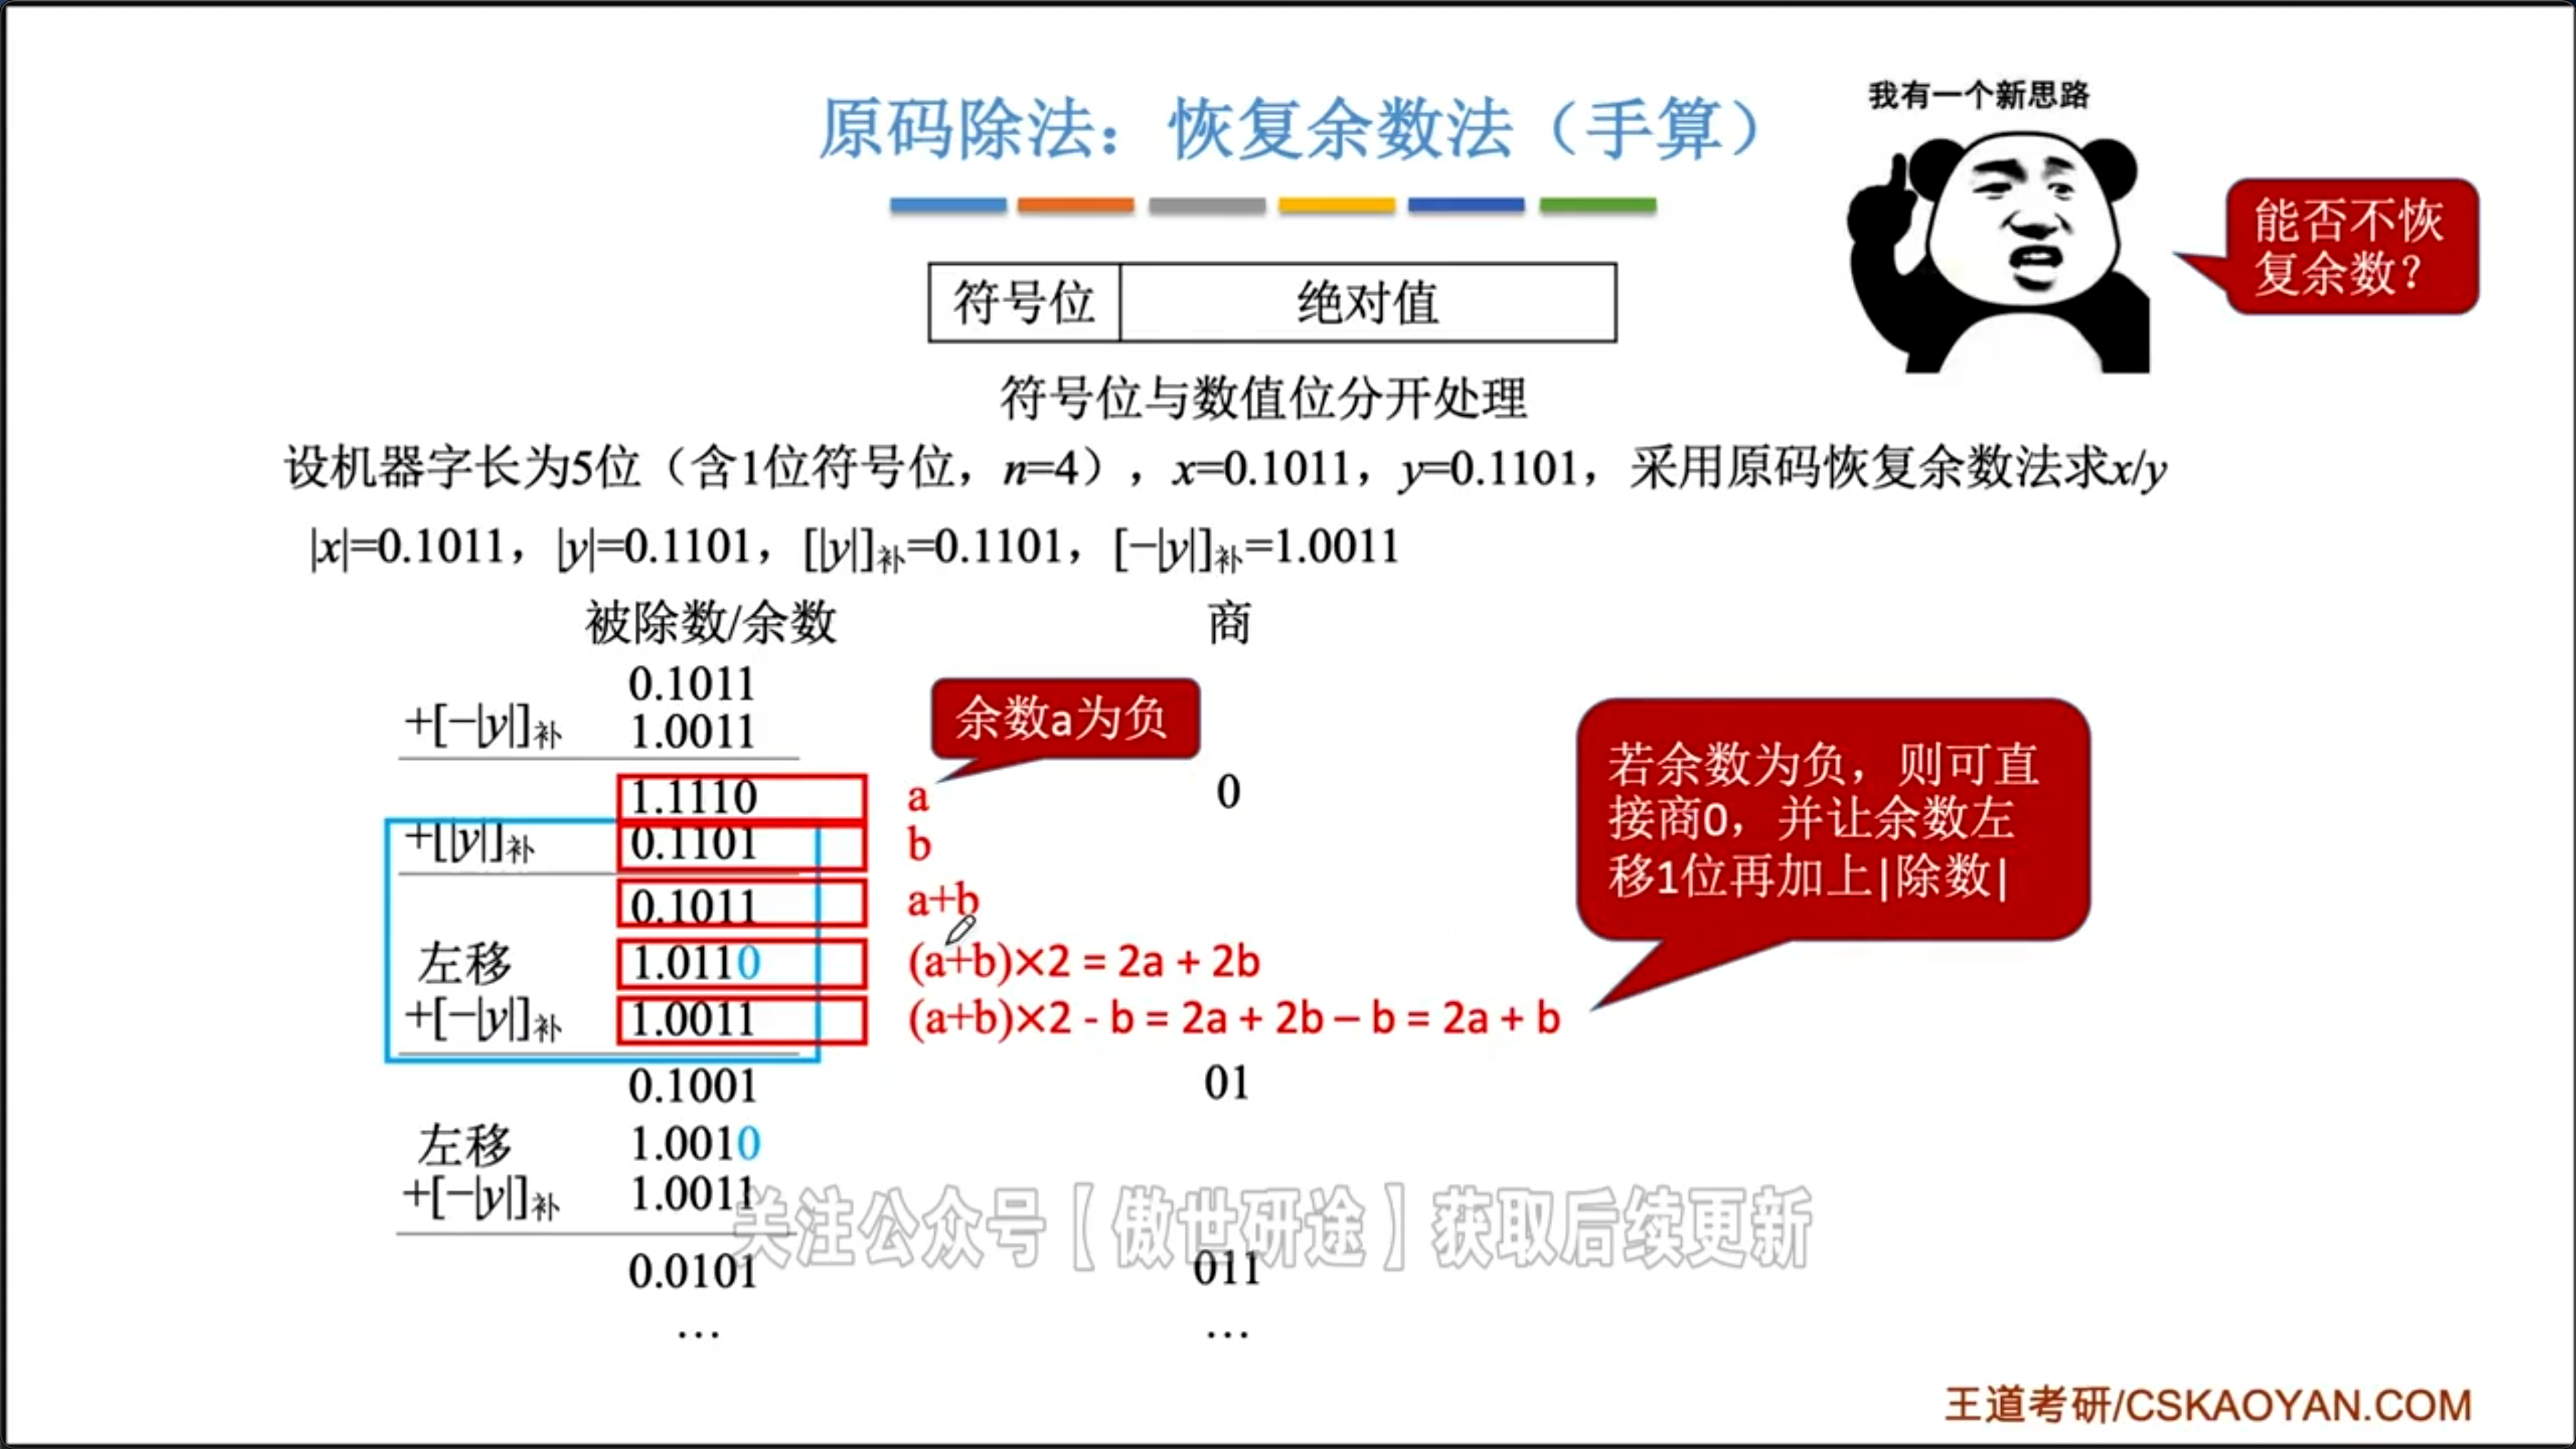 我有一个新思路
原码除法：恢复余数法（手算）
能否不恢
复余数？
符号位 绝对值
符号位与数值位分开处理
设机器字长为5位（含1位符号位，n=4），x=0.1011，y=0.1101，采用原码恢复余数法求x/y
|x|=0.1011，|y|=0.1101，[|y|]补=0.1101，[−|y|]补=1.0011
被除数/余数 商
0.1011
+[−|y|]补 1.0011
余数a为负
1.1110 a 0
+[|y|]补 0.1101 b
0.1011 a+b
左移 1.0110 (a+b)×2 = 2a + 2b
+[−|y|]补 1.0011 (a+b)×2 - b = 2a + 2b – b = 2a + b
若余数为负，则可直
接商0，并让余数左
移1位再加上|除数|
0.1001 01
左移 1.0010
+[−|y|]补 1.0011
关注公众号【傲世研途】获取后续更新
0.0101 011
… …
王道考研/CSKAOYAN.COM